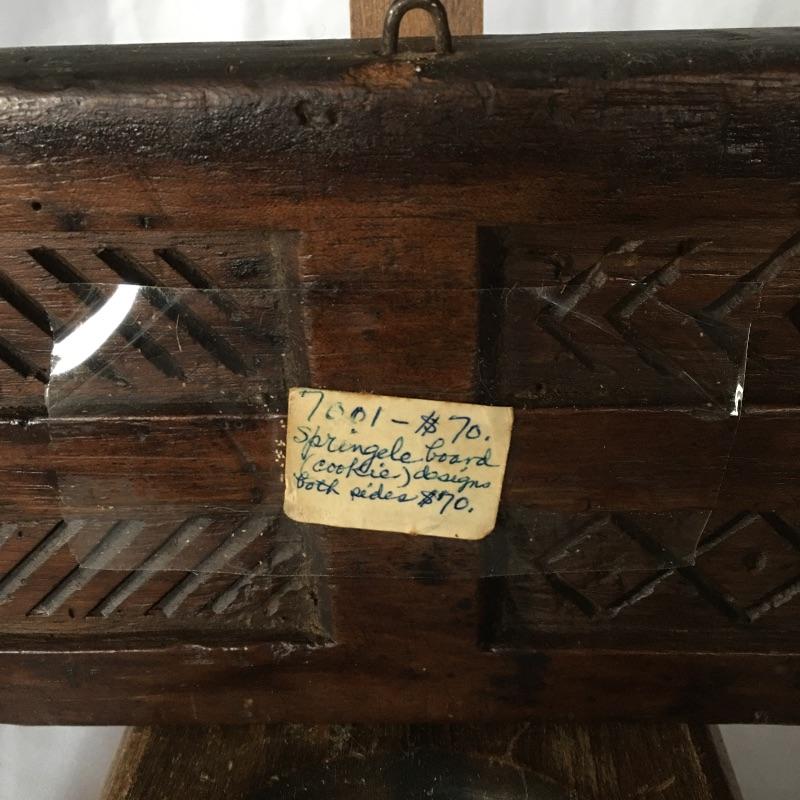 7001 - $70.
Springele board
(cookie) designs
both sides $70.